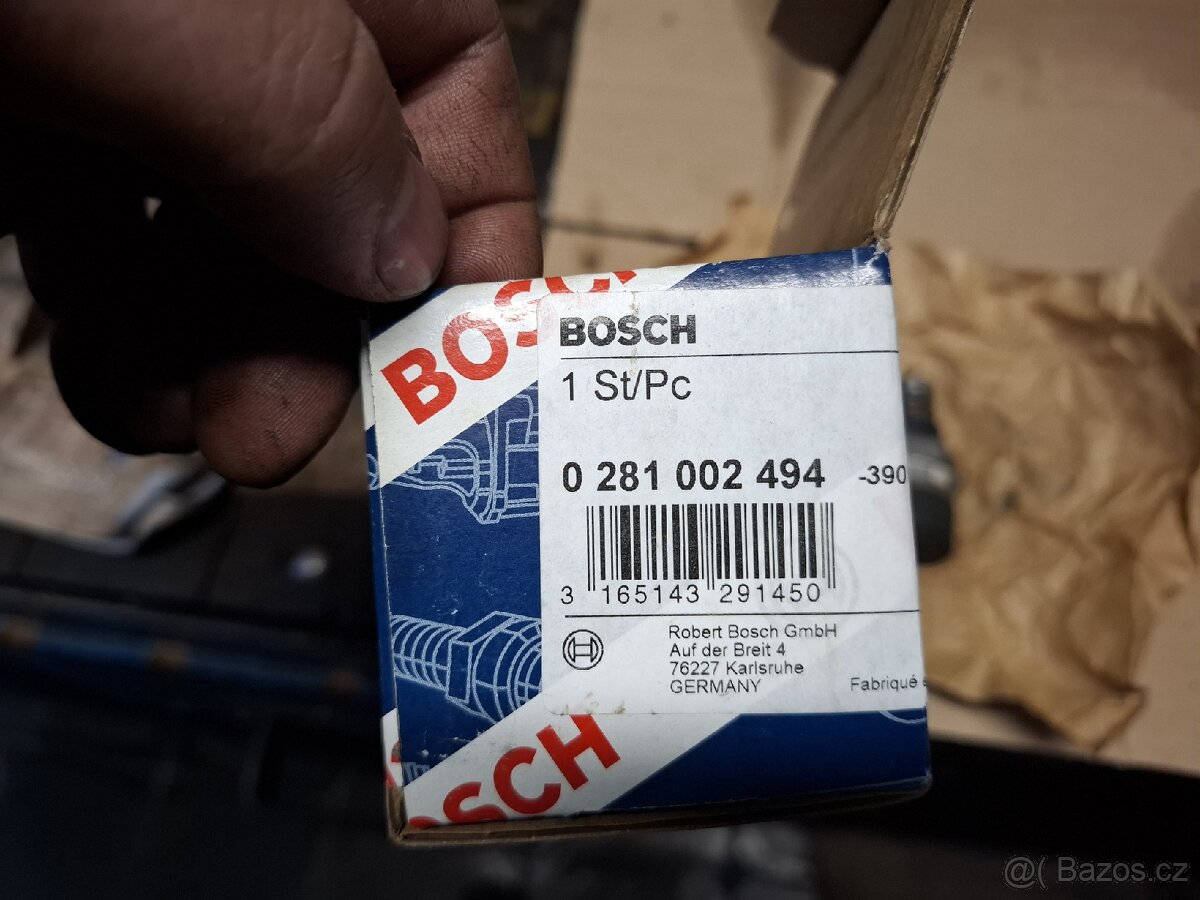 BOSCH
BOSCH
1 St/Pc
0 281 002 494 -390
3 165143 291450
Robert Bosch GmbH
Auf der Breit 4
76227 Karlsruhe
GERMANY
Fabriqué
BOSCH
@( Bazos.cz